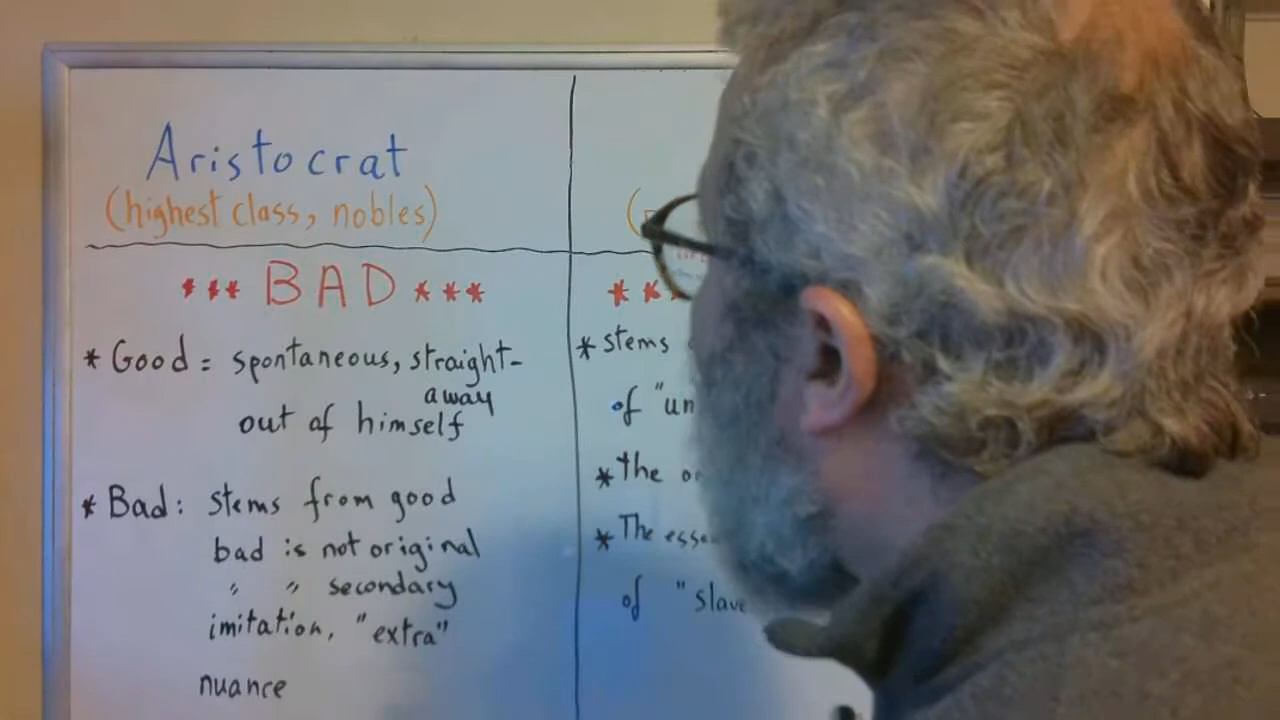 Aristocrat
(highest class, nobles)
*** BAD ***
* Good = spontaneous, straight-
away
out of himself
* Bad: stems from good
bad is not original
" " secondary
imitation, "extra"
nuance
* *
* stems
of "un
* the
* The
of "slave